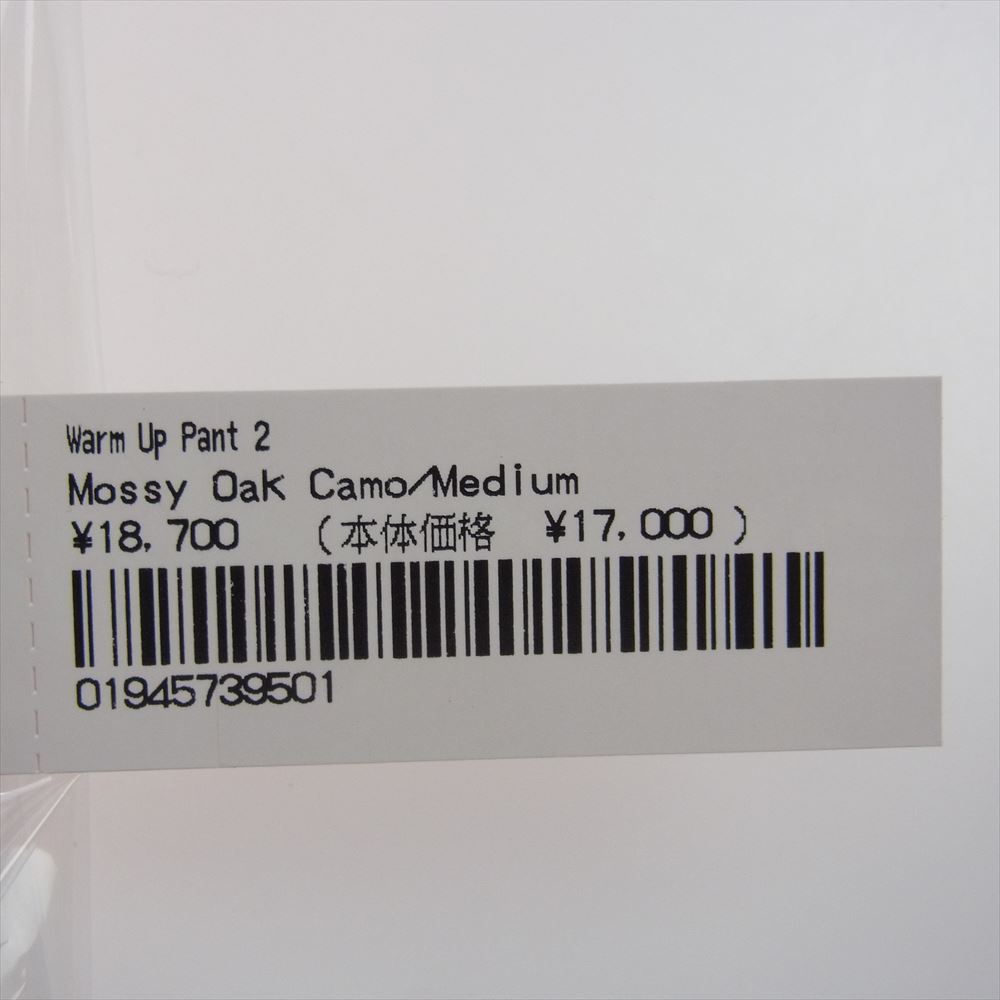 Warm Up Pant 2
Mossy Oak Camo/Medium
¥18,700 (本体価格 ¥17,000 )
01945739501